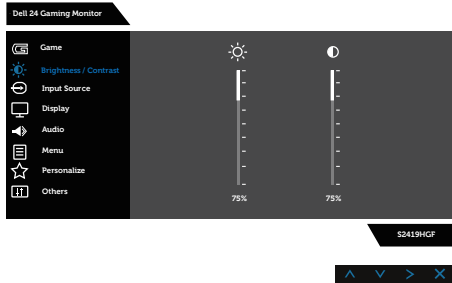 Dell 24 Gaming Monitor
Game
Brightness / Contrast
Input Source
Display
Audio
Menu
Personalize
Others
75%
75%
S2419HGF